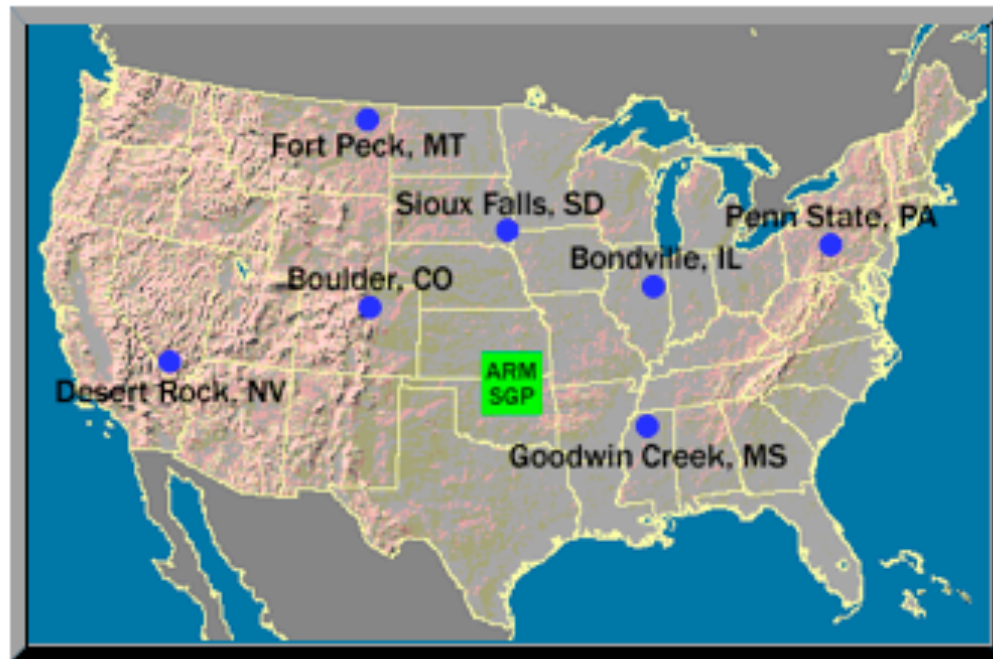 Fort Peck, MT
Sioux Falls, SD
Penn State, PA
Bondville, IL
Boulder, CO
ARM
SGP
Desert Rock, NV
Goodwin Creek, MS